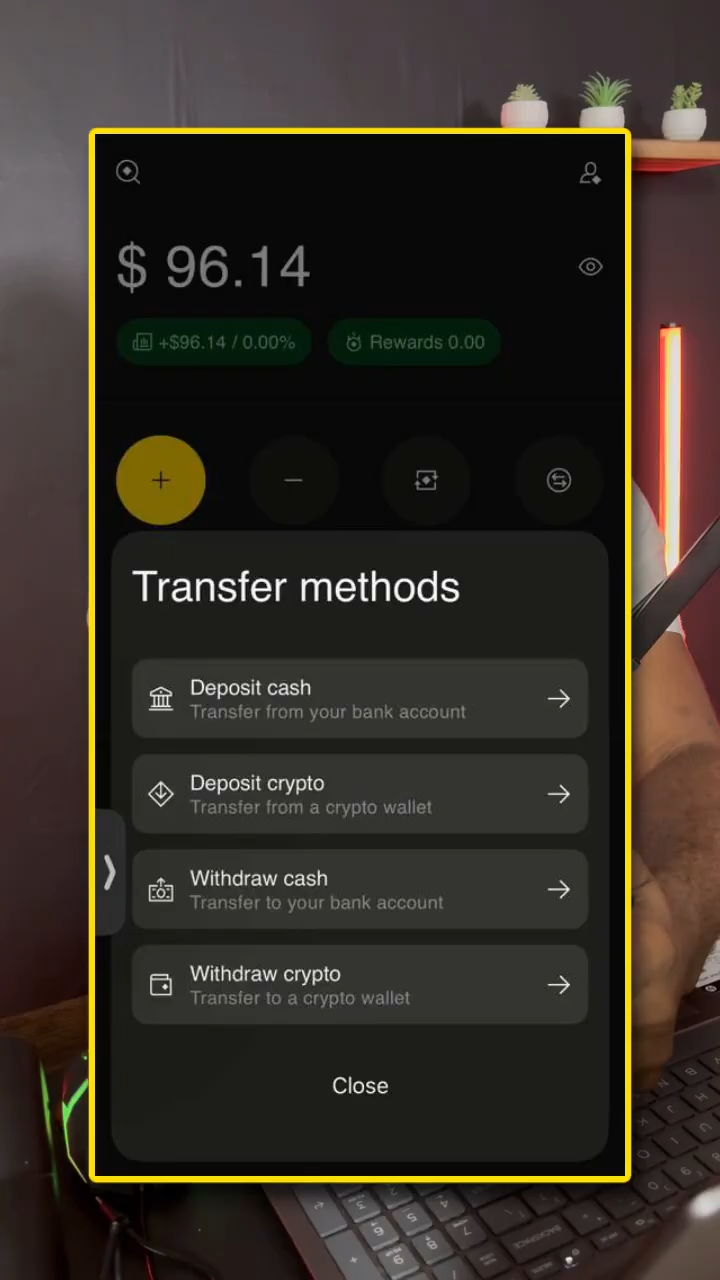 $ 96.14
+$96.14 / 0.00%
Rewards 0.00
Transfer methods
Deposit cash
Transfer from your bank account
Deposit crypto
Transfer from a crypto wallet
Withdraw cash
Transfer to your bank account
Withdraw crypto
Transfer to a crypto wallet
Close
BACKSPACE